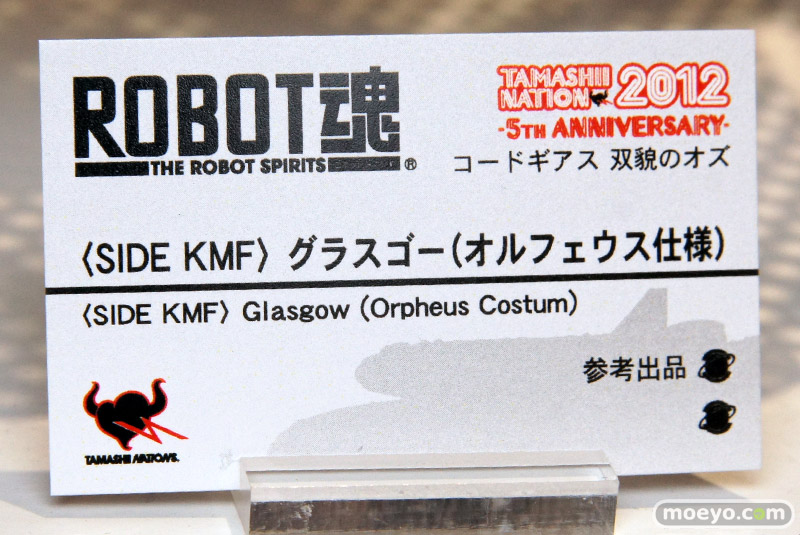 ROBOT魂
THE ROBOT SPIRITS ®
TAMASHII NATION 2012
-5TH ANNIVERSARY-
コードギアス 双貌のオズ
〈SIDE KMF〉 グラスゴー(オルフェウス仕様)
〈SIDE KMF〉 Glasgow (Orpheus Costum)
参考出品
TAMASHII NATIONS.
moeyo.com